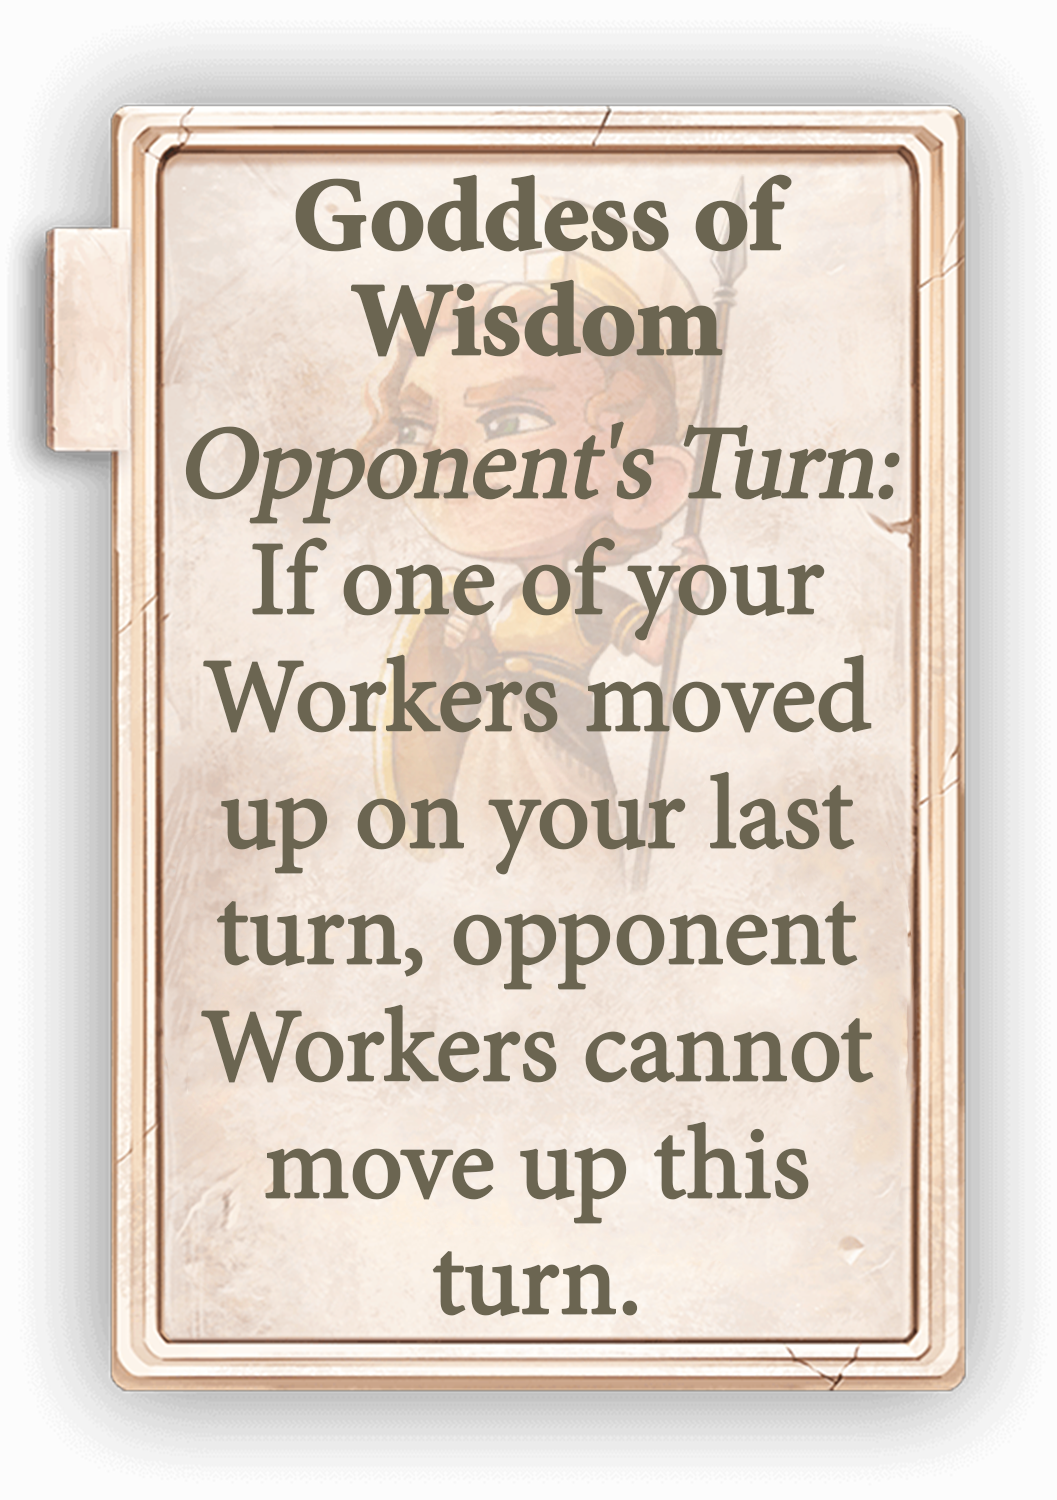 Goddess of
Wisdom
Opponent's Turn:
If one of your
Workers moved
up on your last
turn, opponent
Workers cannot
move up this
turn.